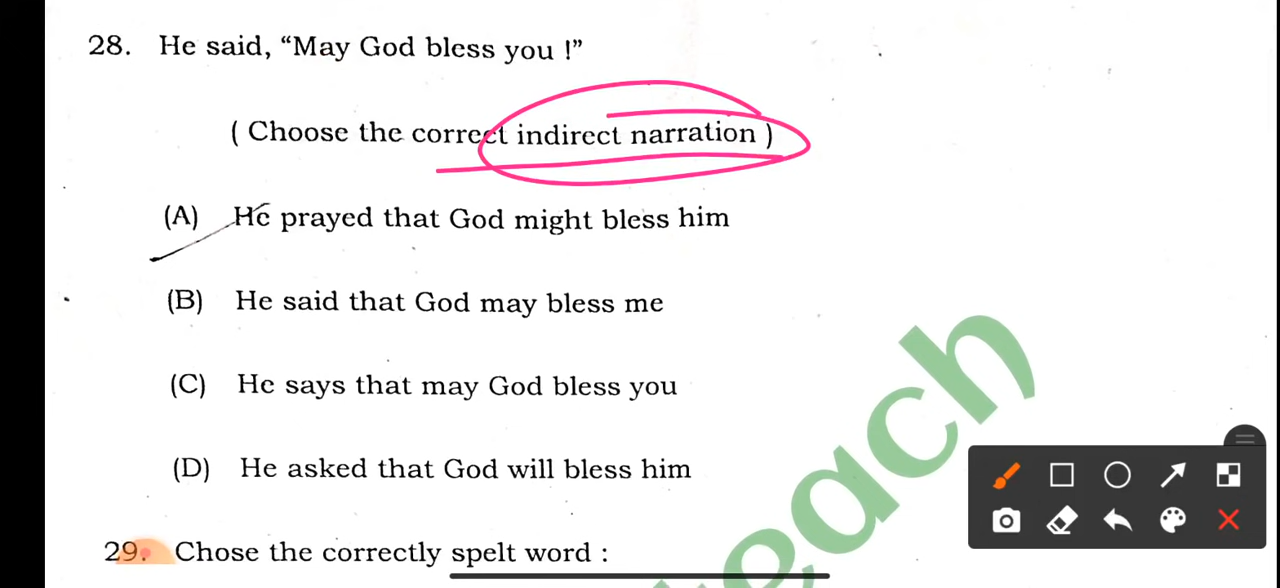 28. He said, “May God bless you !”
( Choose the correct indirect narration )
(A) He prayed that God might bless him
(B) He said that God may bless me
(C) He says that may God bless you
(D) He asked that God will bless him
29. Chose the correctly spelt word :
each